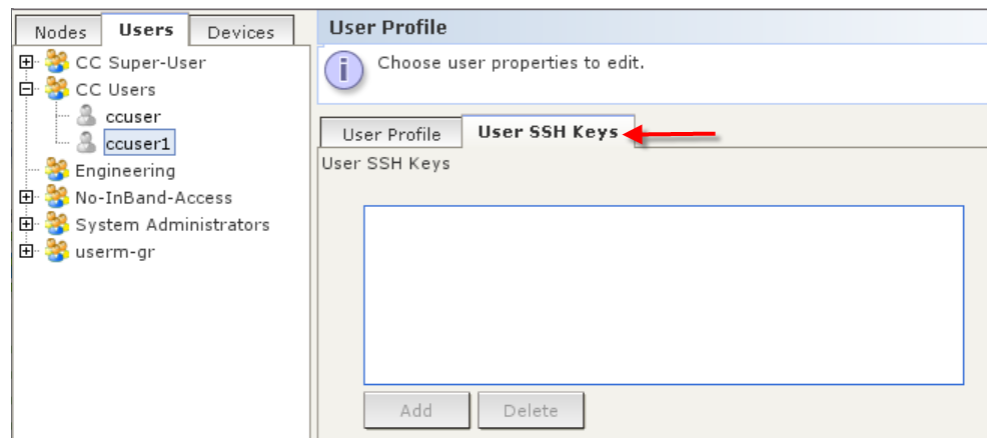 Nodes Users Devices
CC Super-User
CC Users
ccuser
ccuser1
Engineering
No-InBand-Access
System Administrators
userm-gr
User Profile
i
Choose user properties to edit.
User Profile User SSH Keys
User SSH Keys
Add Delete